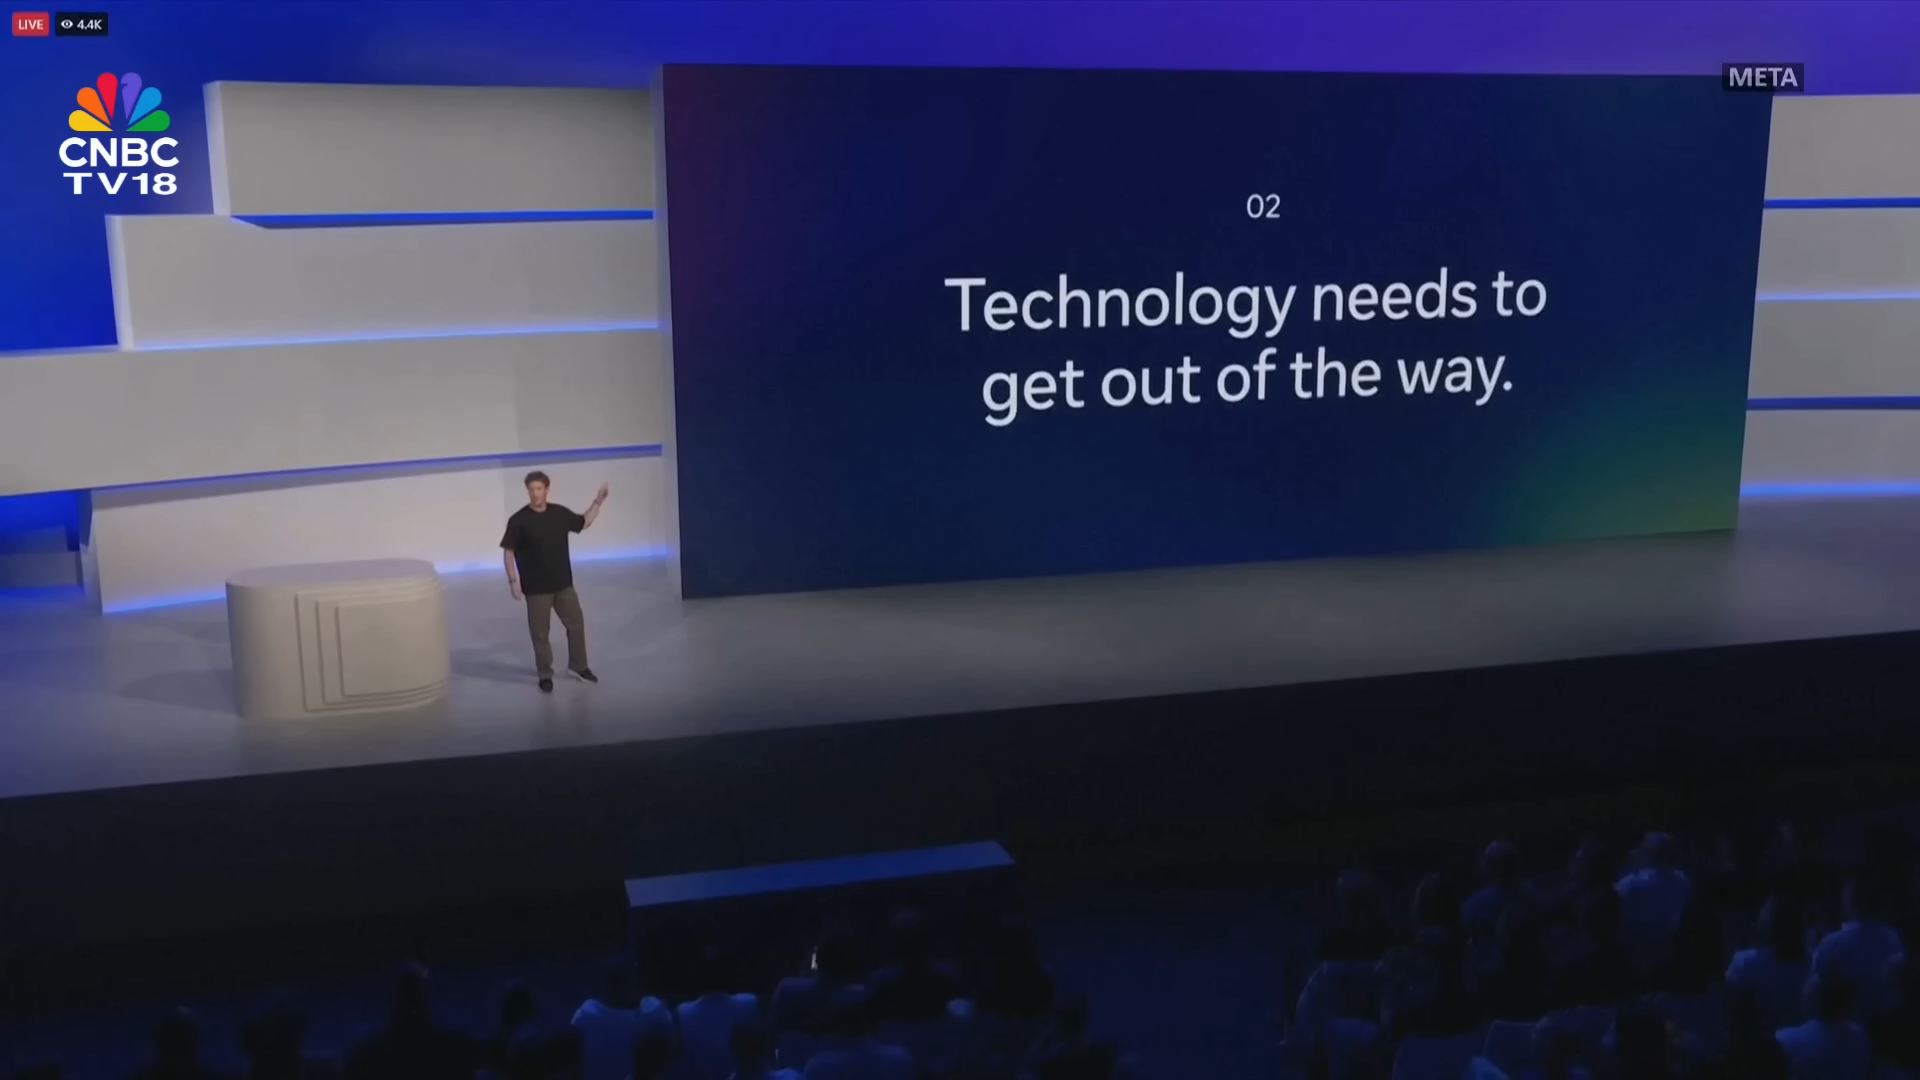 LIVE 4.4K
CNBC
TV18
META
02
Technology needs to
get out of the way.